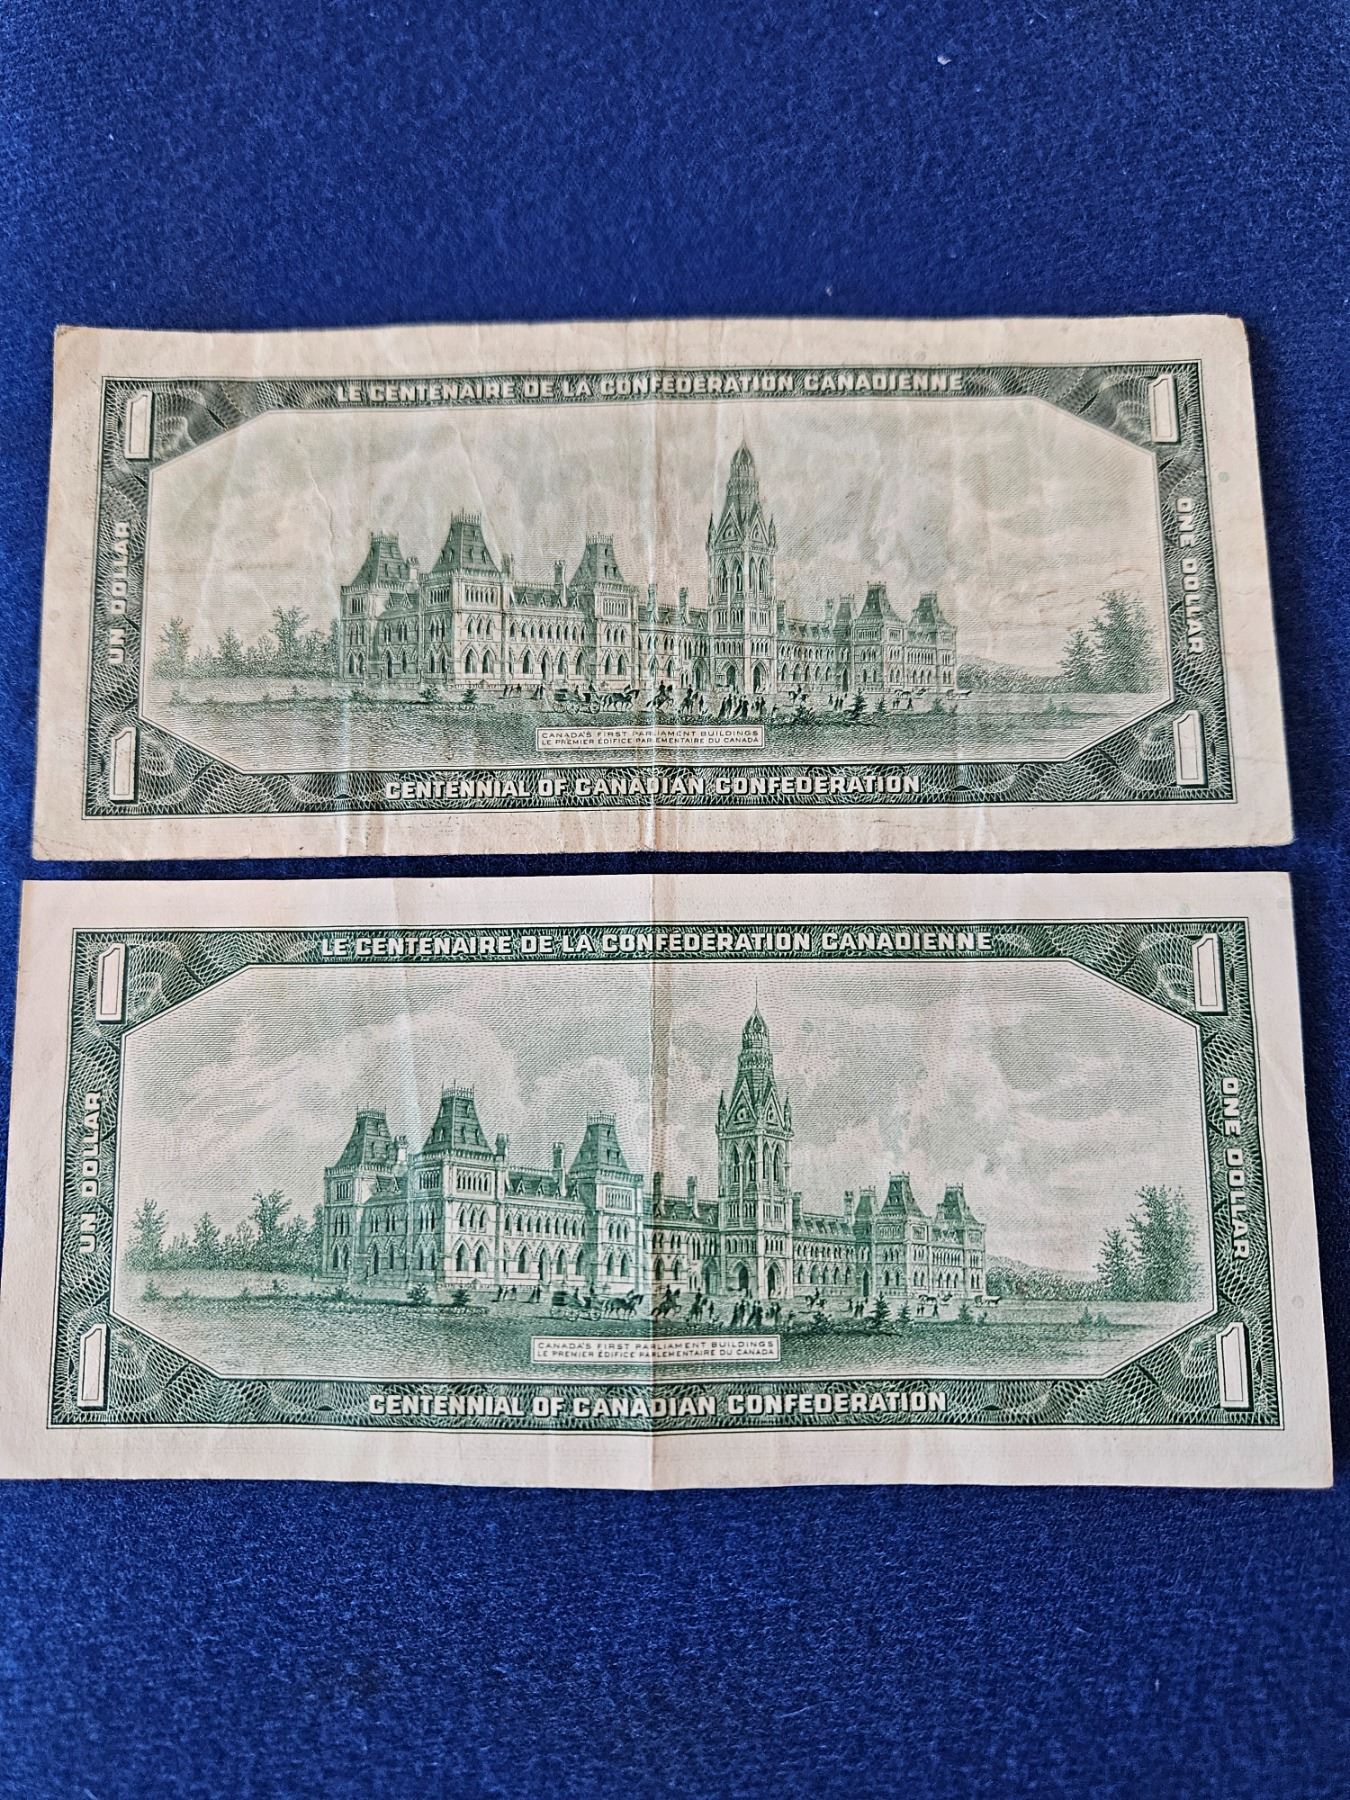 LE CENTENAIRE DE LA CONFÉDÉRATION CANADIENNE
1
1
UN DOLLAR
ONE DOLLAR
CANADA'S FIRST PARLIAMENT BUILDINGS
LE PREMIER ÉDIFICE PARLEMENTAIRE DU CANADA
1
1
CENTENNIAL OF CANADIAN CONFEDERATION
LE CENTENAIRE DE LA CONFÉDÉRATION CANADIENNE
1
1
UN DOLLAR
ONE DOLLAR
CANADA'S FIRST PARLIAMENT BUILDINGS
LE PREMIER ÉDIFICE PARLEMENTAIRE DU CANADA
1
1
CENTENNIAL OF CANADIAN CONFEDERATION